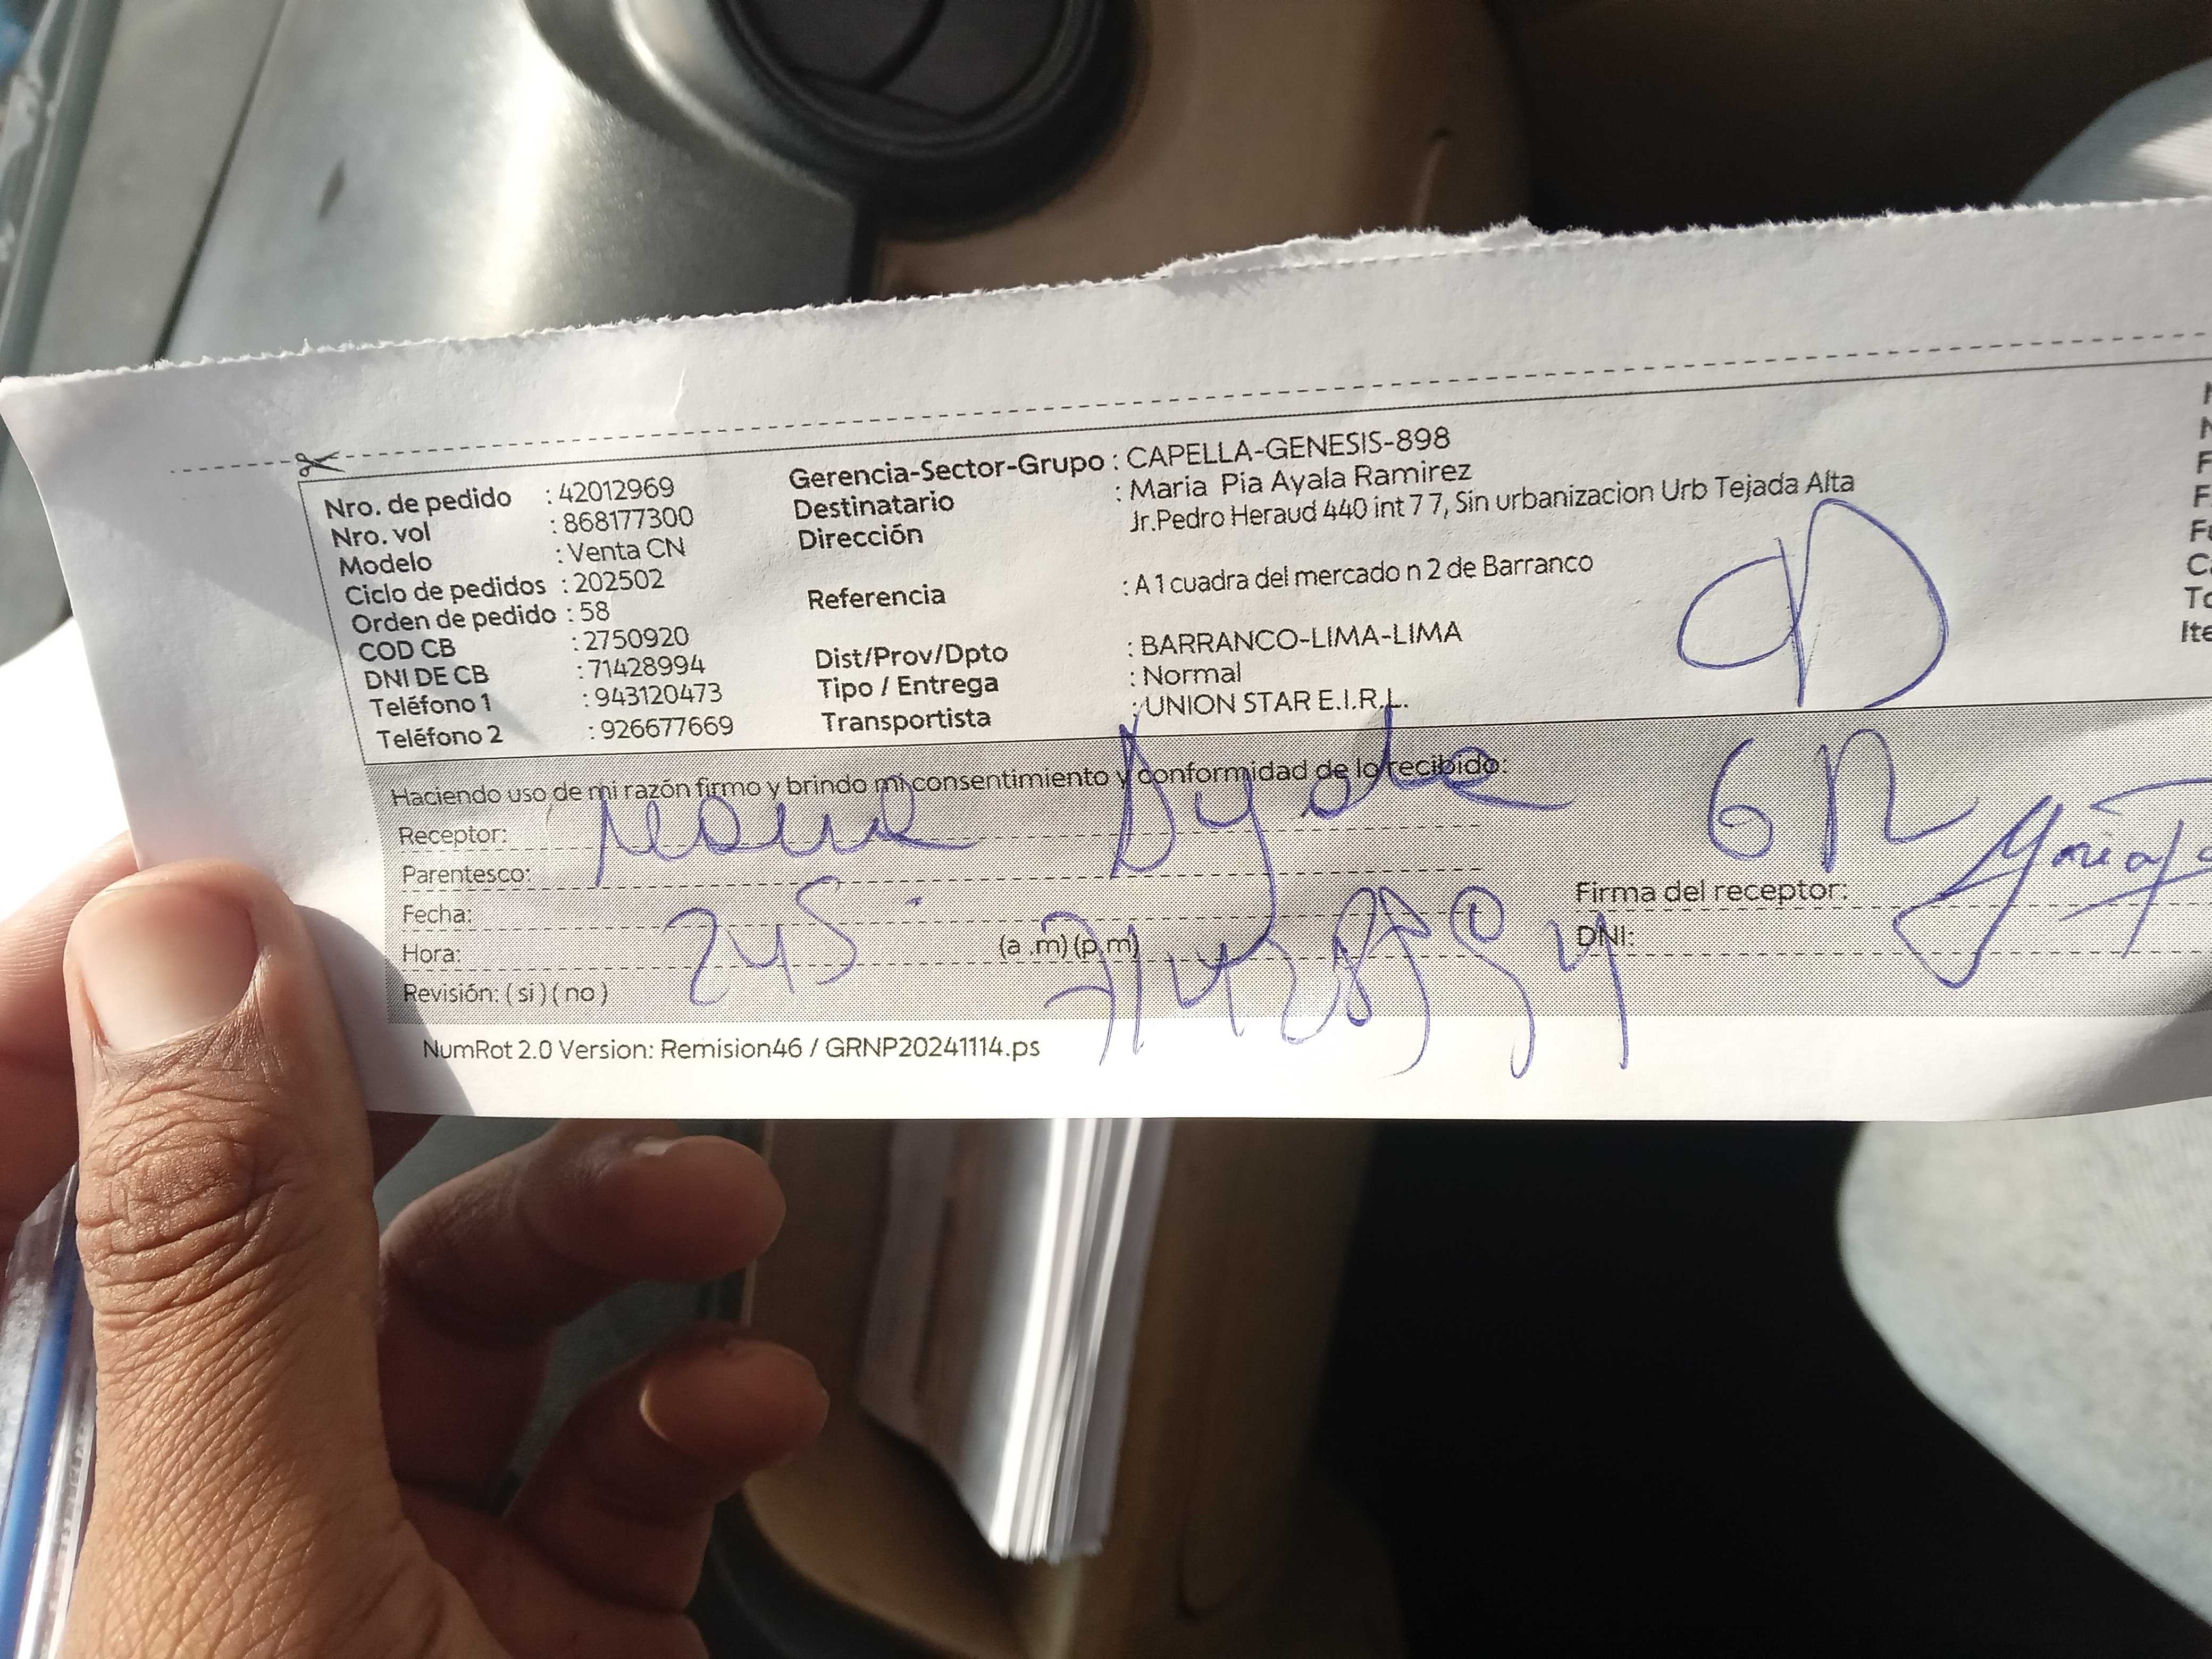 Nro. de pedido : 42012969
Nro. vol : 868177300
Modelo : Venta CN
Ciclo de pedidos : 202502
Orden de pedido : 58
COD CB : 2750920
DNI DE CB : 71428994
Teléfono 1 : 943120473
Teléfono 2 : 926677669
Gerencia-Sector-Grupo : CAPELLA-GENESIS-898
Destinatario : Maria Pia Ayala Ramirez
Dirección Jr.Pedro Heraud 440 int 7 7, Sin urbanizacion Urb Tejada Alta
Referencia : A 1 cuadra del mercado n 2 de Barranco
Dist/Prov/Dpto : BARRANCO-LIMA-LIMA
Tipo / Entrega : Normal
Transportista : UNION STAR E.I.R.L.
Haciendo uso de mi razón firmo y brindo mi consentimiento y conformidad de lo recibido:
Receptor: Maria Ayala
Parentesco:
Fecha:
Hora: 245 (a .m) (p.m)
71428994
Revisión: ( si ) ( no )
Firma del receptor:
DNI:
NumRot 2.0 Version: Remision46 / GRNP20241114.ps